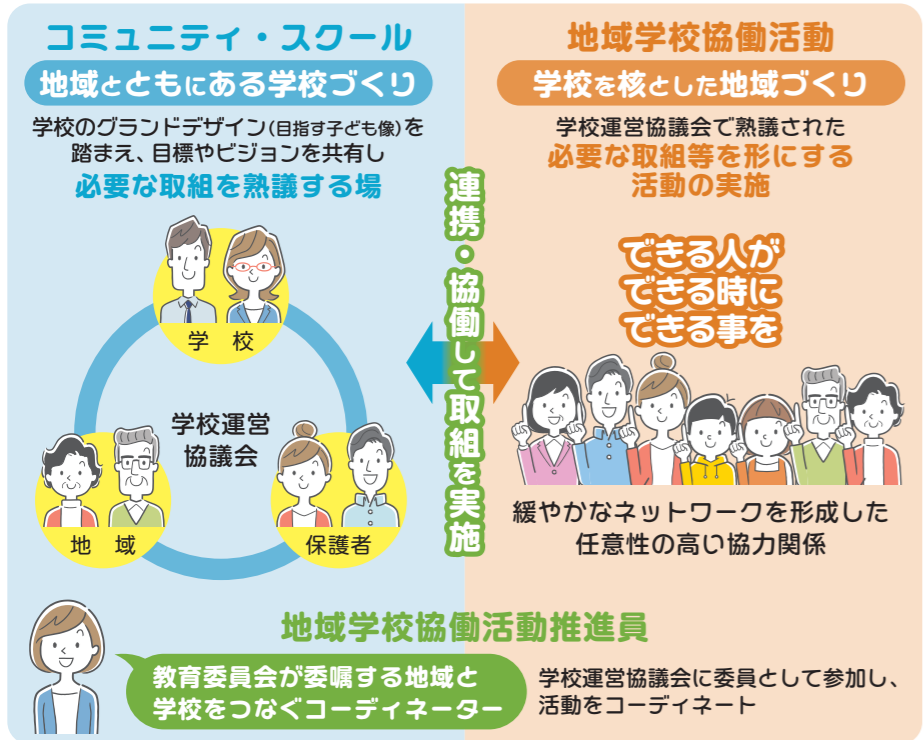 コミュニティ・スクール
地域とともにある学校づくり
学校のグランドデザイン(目指す子ども像)を
踏まえ、目標やビジョンを共有し
必要な取組を熟議する場
学校
学校運営
協議会
地域
保護者
連携・協働して取組を実施
地域学校協働活動
学校を核とした地域づくり
学校運営協議会で熟議された
必要な取組等を形にする
活動の実施
できる人が
できる時に
できる事を
緩やかなネットワークを形成した
任意性の高い協力関係
地域学校協働活動推進員
教育委員会が委嘱する地域と
学校をつなぐコーディネーター
学校運営協議会に委員として参加し、
活動をコーディネート